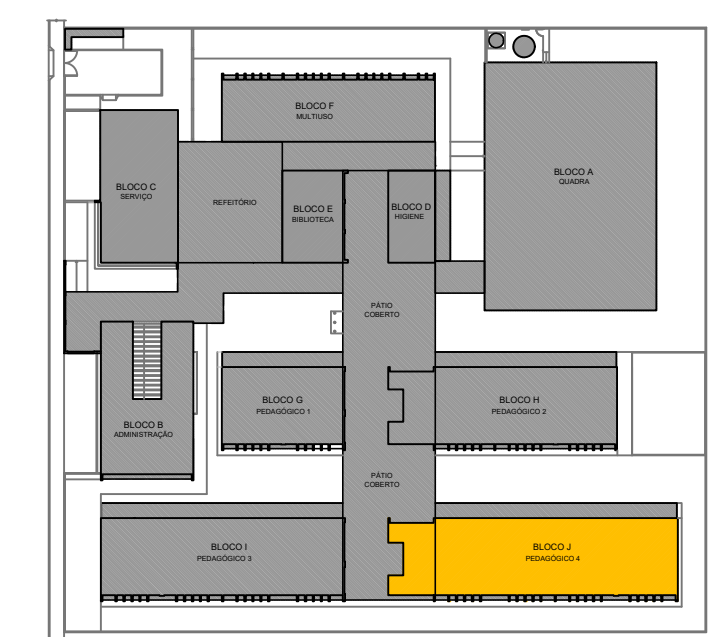 BLOCO F
MULTIUSO
BLOCO A
QUADRA
BLOCO C
SERVIÇO
REFEITÓRIO
BLOCO E
BIBLIOTECA
BLOCO D
HIGIENE
PÁTIO
COBERTO
BLOCO G
PEDAGÓGICO 1
BLOCO H
PEDAGÓGICO 2
BLOCO B
ADMINISTRAÇÃO
PÁTIO
COBERTO
BLOCO I
PEDAGÓGICO 3
BLOCO J
PEDAGÓGICO 4